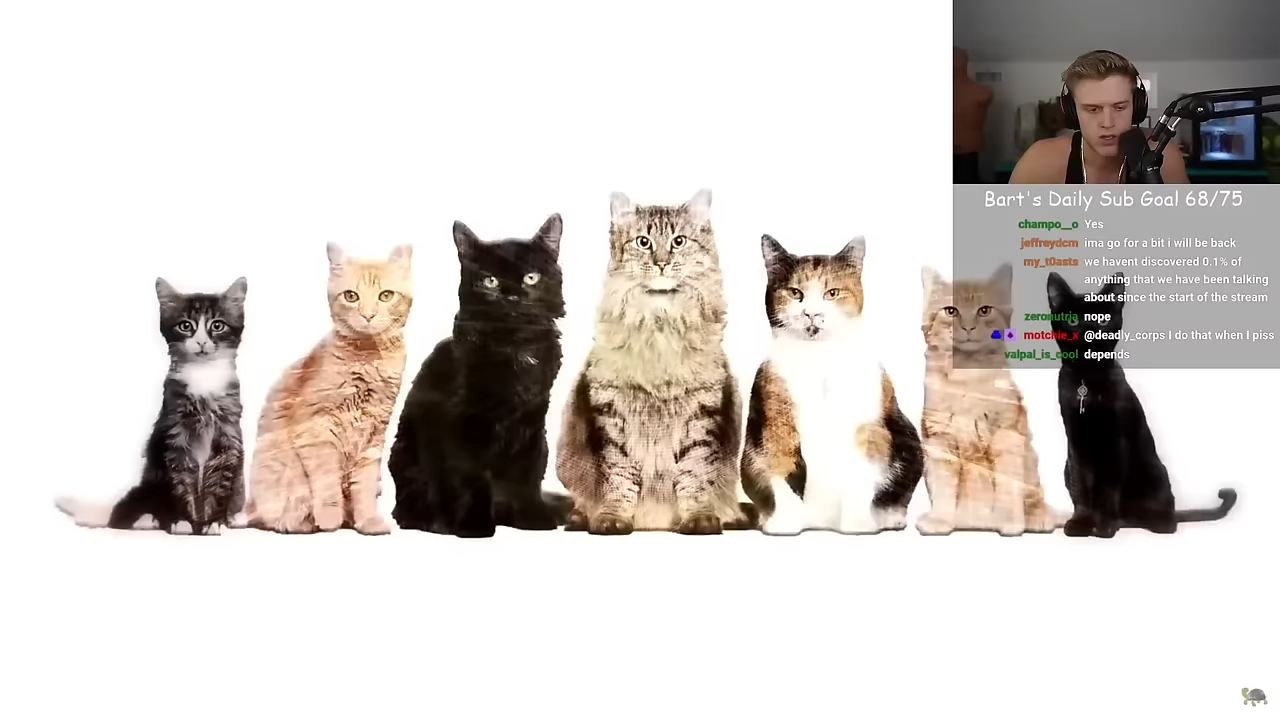 Bart's Daily Sub Goal 68/75
champo__o Yes
jeffreydcm ima go for a bit i will be back
my_t0asts we havent discovered 0.1% of
anything that we have been talking
about since the start of the stream
zeronutria nope
motchie_x @deadly_corps I do that when I piss
valpal_is_cool depends